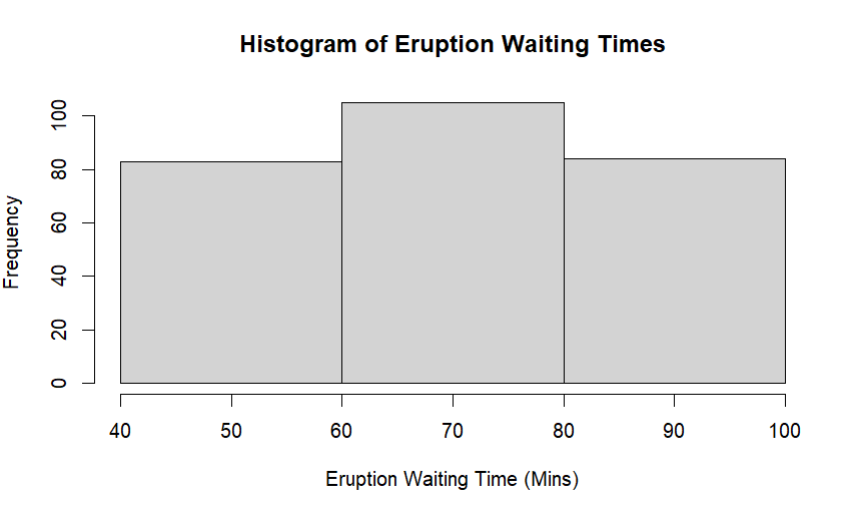 Histogram of Eruption Waiting Times
Frequency
100
80
60
40
20
0
40 50 60 70 80 90 100
Eruption Waiting Time (Mins)